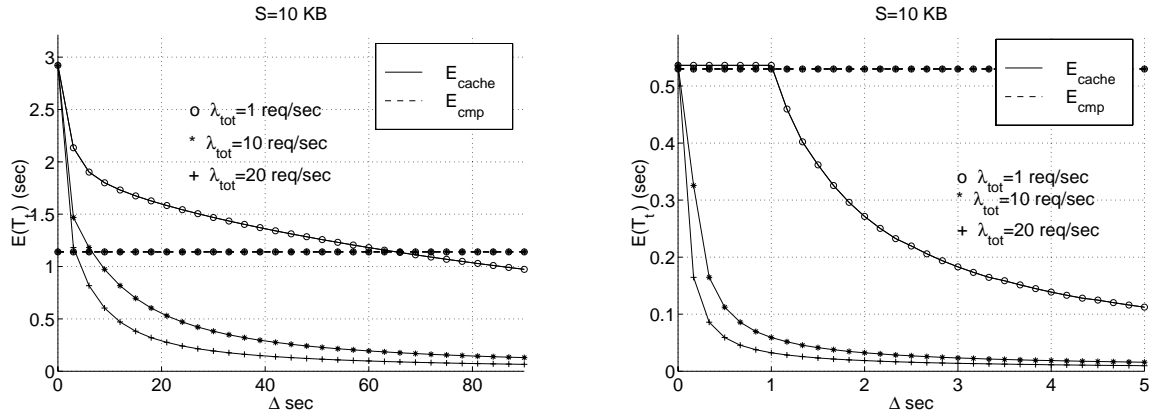 S=10 KB
3
2.5
2
1.5
1
0.5
0
0 20 40 60 80
E(T_t) (sec)
Δ sec
E_cache
E_cmp
o λ_tot=1 req/sec
* λ_tot=10 req/sec
+ λ_tot=20 req/sec
S=10 KB
0.5
0.4
0.3
0.2
0.1
0
0 1 2 3 4 5
E(T_t) (sec)
Δ sec
E_cache
E_cmp
o λ_tot=1 req/sec
* λ_tot=10 req/sec
+ λ_tot=20 req/sec